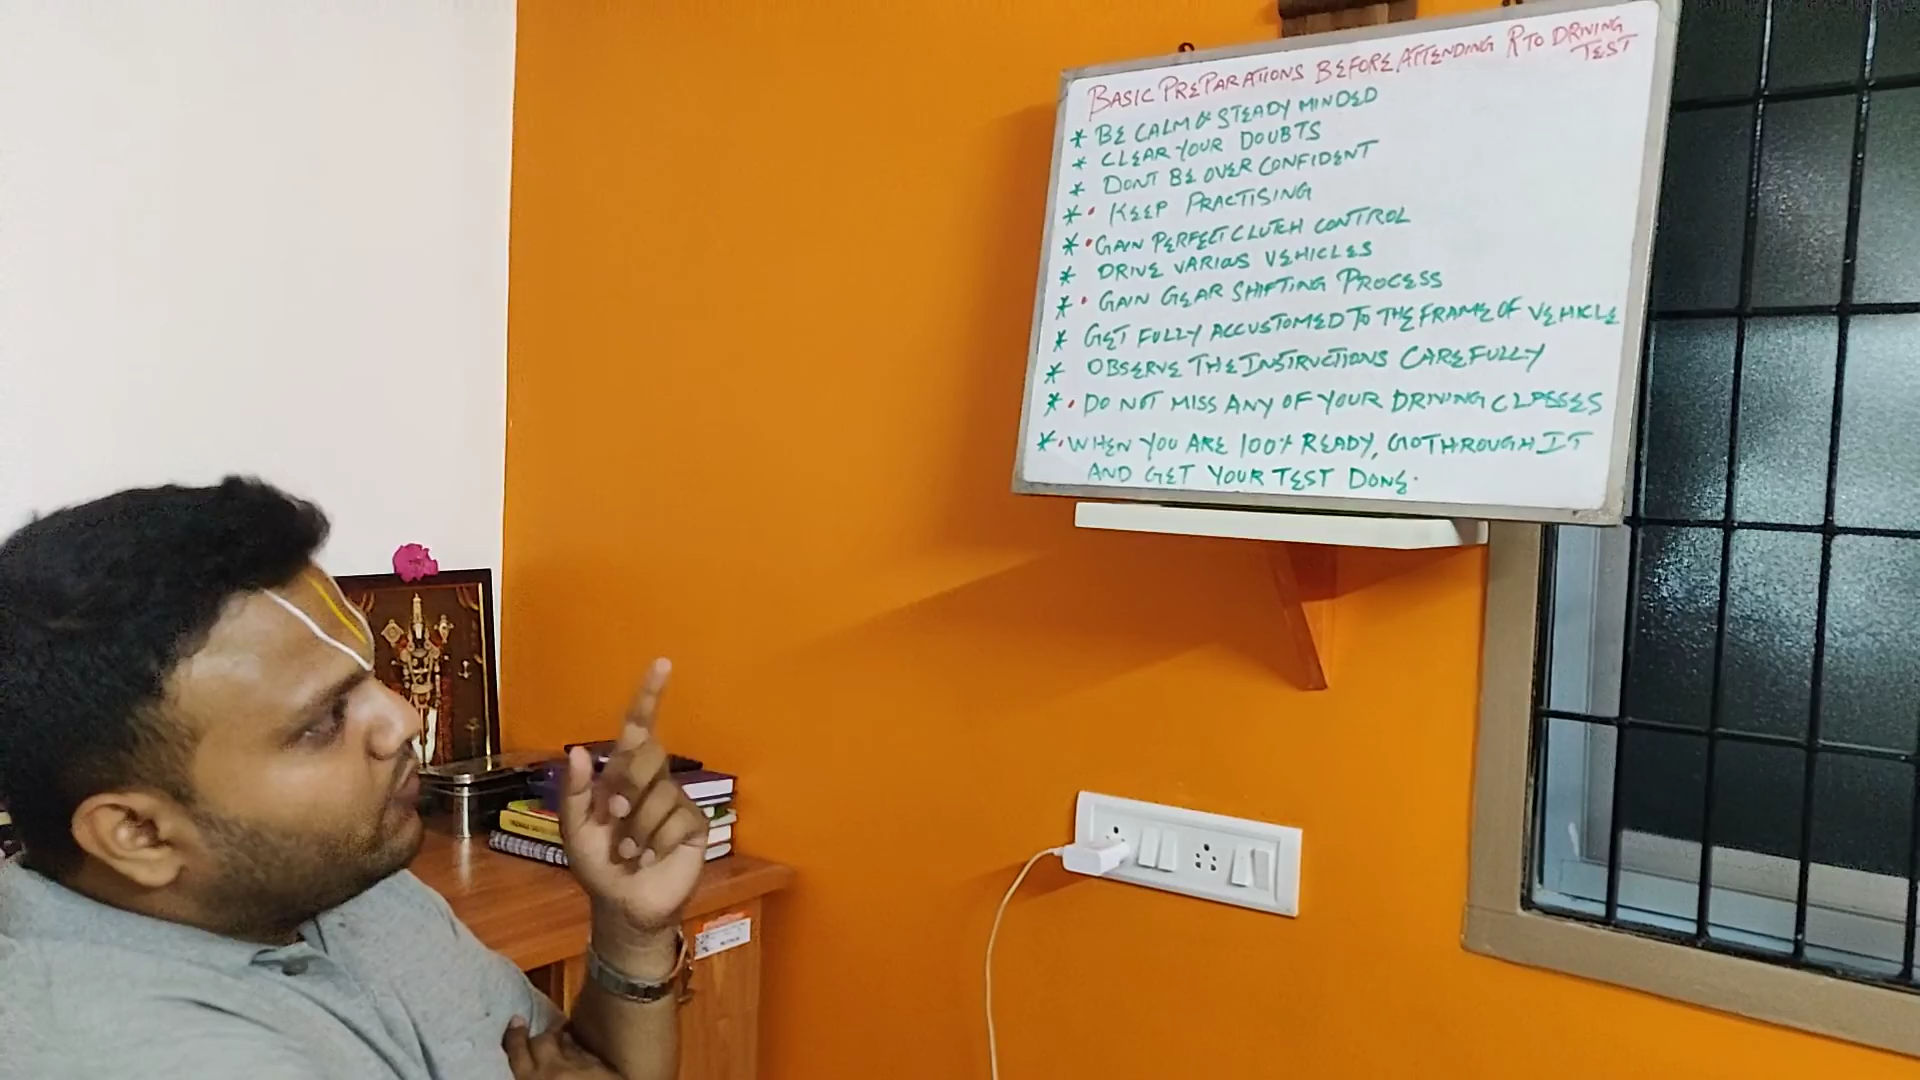 BASIC PREPARATIONS BEFORE ATTENDING RTO DRIVING
TEST
* BE CALM & STEADY MINDED
* CLEAR YOUR DOUBTS
* DONT BE OVER CONFIDENT
* • KEEP PRACTISING
* • GAIN PERFECT CLUTCH CONTROL
* DRIVE VARIOUS VEHICLES
* • GAIN GEAR SHIFTING PROCESS
* GET FULLY ACCUSTOMED TO THE FRAME OF VEHICLE
* OBSERVE THE INSTRUCTIONS CAREFULLY
* • DO NOT MISS ANY OF YOUR DRIVING CLASSES
* • WHEN YOU ARE 100% READY, GO THROUGH IT
AND GET YOUR TEST DONE.